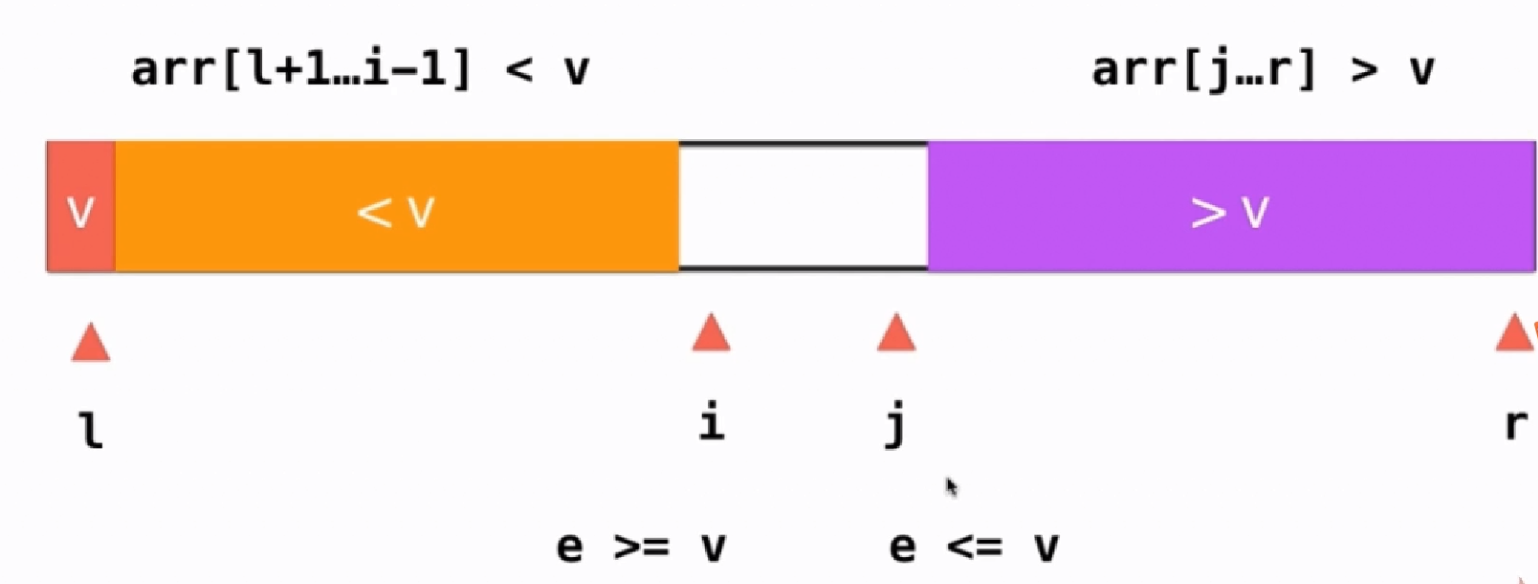 arr[l+1…i-1] < v arr[j…r] > v
v < v > v
l i j r
e >= v e <= v